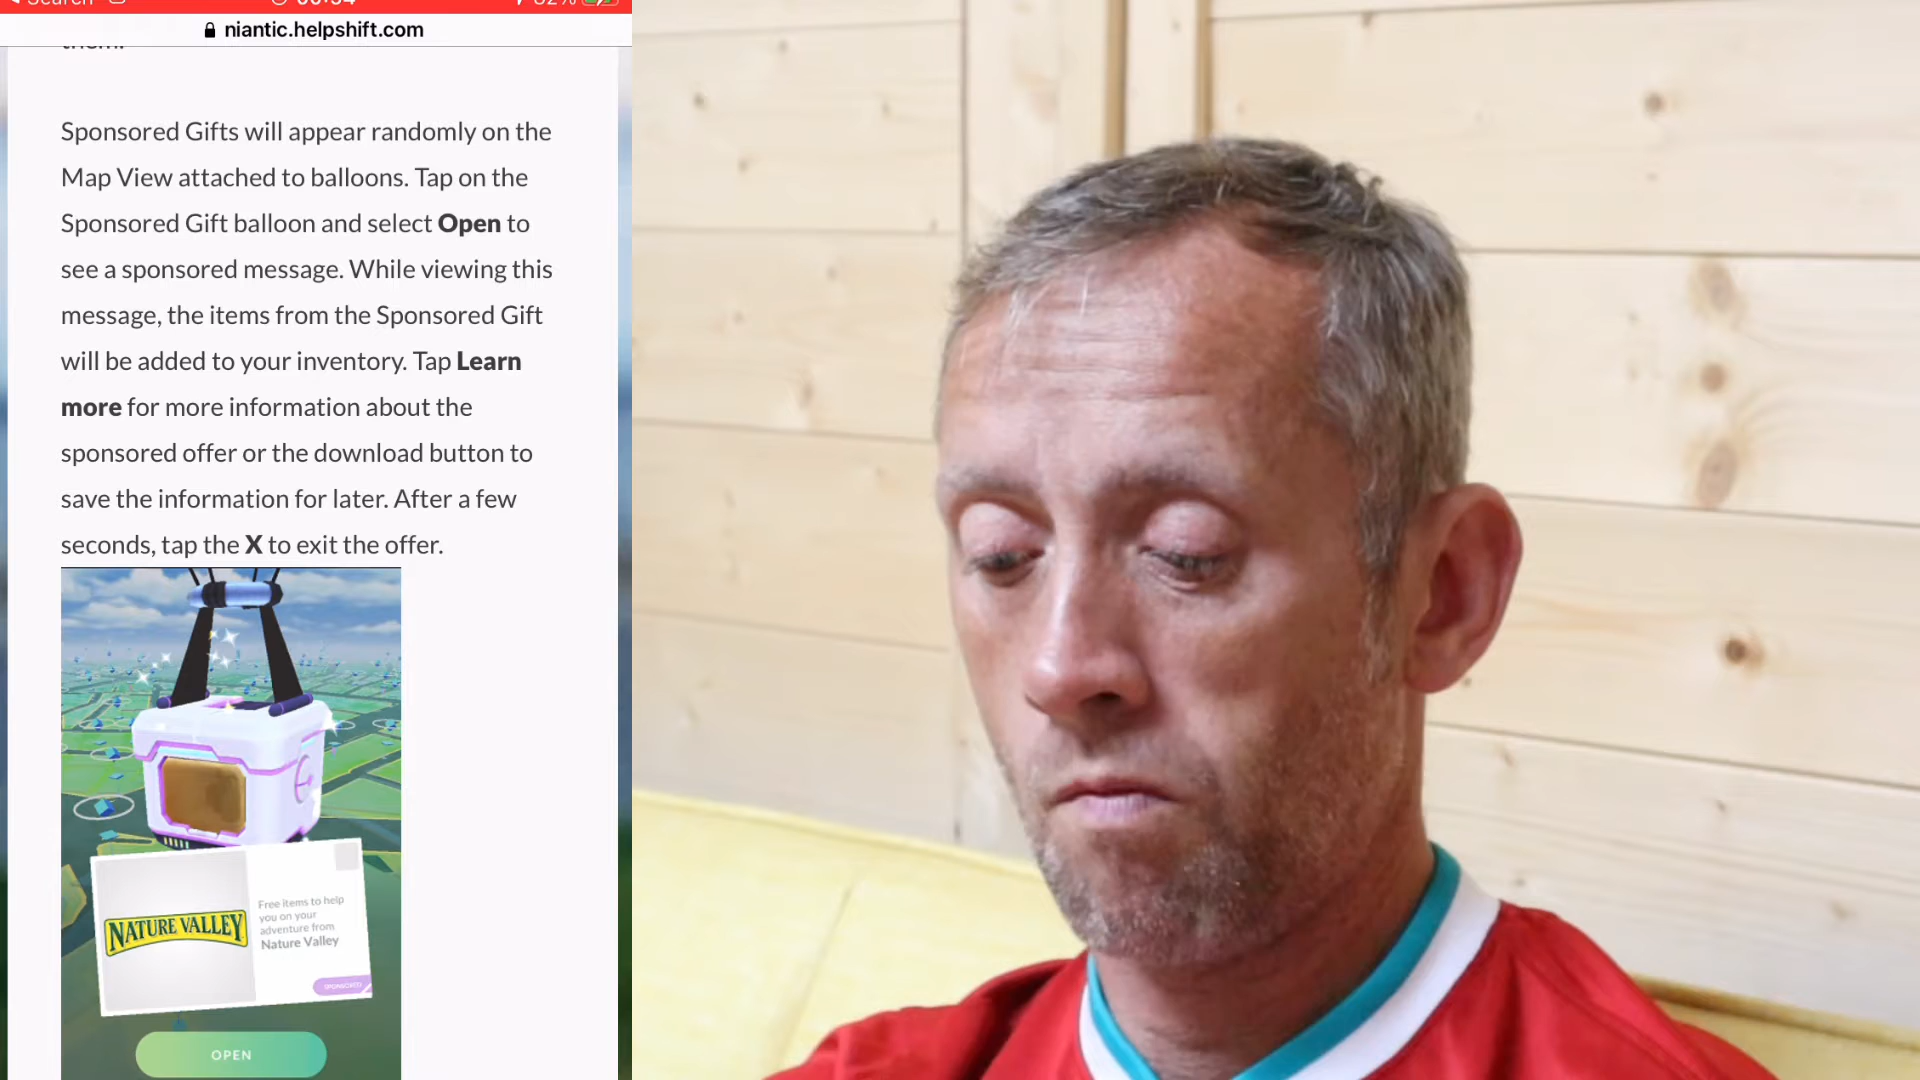 Search
niantic.helpshift.com
them.
Sponsored Gifts will appear randomly on the
Map View attached to balloons. Tap on the
Sponsored Gift balloon and select Open to
see a sponsored message. While viewing this
message, the items from the Sponsored Gift
will be added to your inventory. Tap Learn
more for more information about the
sponsored offer or the download button to
save the information for later. After a few
seconds, tap the X to exit the offer.
NATURE VALLEY
Free items to help
you on your
adventure from
Nature Valley
SPONSORED
OPEN